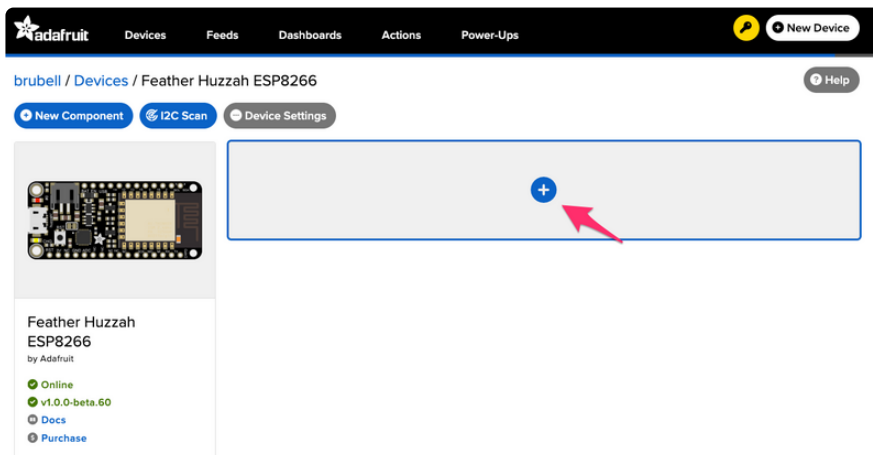 adafruit Devices Feeds Dashboards Actions Power-Ups New Device
brubell / Devices / Feather Huzzah ESP8266 Help
New Component I2C Scan Device Settings
Feather Huzzah
ESP8266
by Adafruit
Online
v1.0.0-beta.60
Docs
Purchase